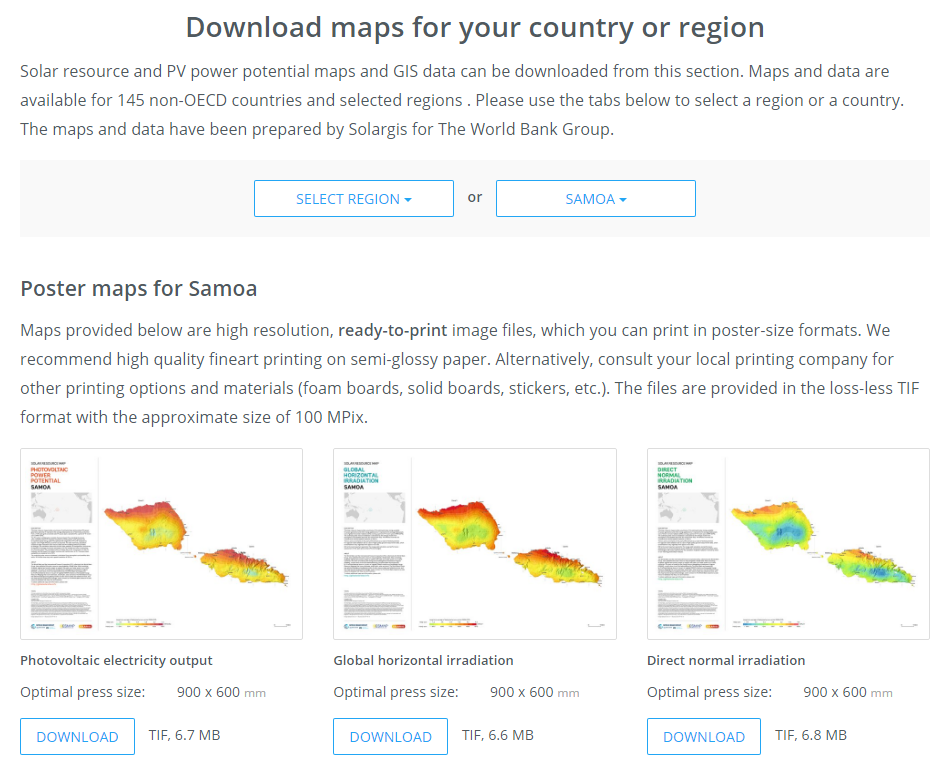 Download maps for your country or region
Solar resource and PV power potential maps and GIS data can be downloaded from this section. Maps and data are
available for 145 non-OECD countries and selected regions . Please use the tabs below to select a region or a country.
The maps and data have been prepared by Solargis for The World Bank Group.
SELECT REGION or SAMOA
Poster maps for Samoa
Maps provided below are high resolution, ready-to-print image files, which you can print in poster-size formats. We
recommend high quality fineart printing on semi-glossy paper. Alternatively, consult your local printing company for
other printing options and materials (foam boards, solid boards, stickers, etc.). The files are provided in the loss-less TIF
format with the approximate size of 100 MPix.
SOLAR RESOURCE MAP
PHOTOVOLTAIC
POWER
POTENTIAL
SAMOA
SOLAR RESOURCE MAP
GLOBAL
HORIZONTAL
IRRADIATION
SAMOA
SOLAR RESOURCE MAP
DIRECT
NORMAL
IRRADIATION
SAMOA
Photovoltaic electricity output
Optimal press size: 900 x 600 mm
DOWNLOAD TIF, 6.7 MB
Global horizontal irradiation
Optimal press size: 900 x 600 mm
DOWNLOAD TIF, 6.6 MB
Direct normal irradiation
Optimal press size: 900 x 600 mm
DOWNLOAD TIF, 6.8 MB